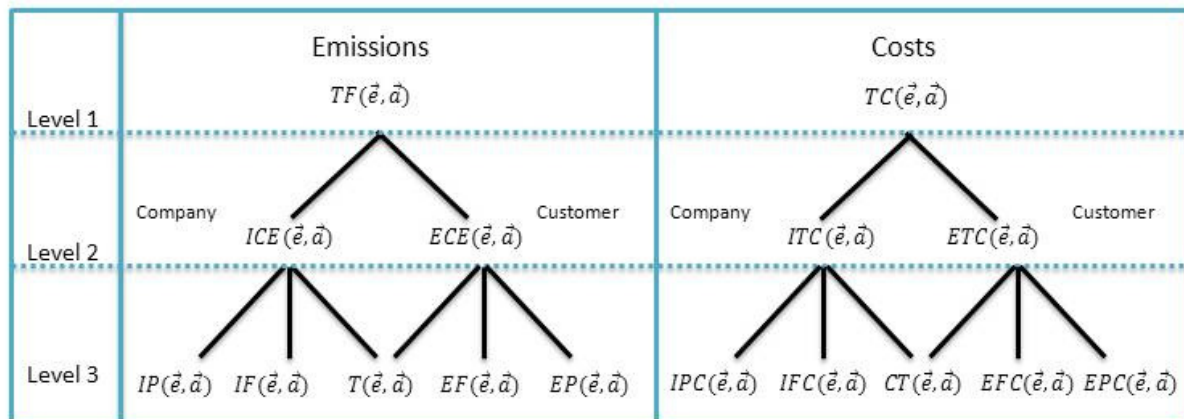 Emissions Costs
TF(e⃗, a⃗) TC(e⃗, a⃗)
Level 1
Company Customer Company Customer
ICE(e⃗, a⃗) ECE(e⃗, a⃗) ITC(e⃗, a⃗) ETC(e⃗, a⃗)
Level 2
Level 3 IP(e⃗, a⃗) IF(e⃗, a⃗) T(e⃗, a⃗) EF(e⃗, a⃗) EP(e⃗, a⃗) IPC(e⃗, a⃗) IFC(e⃗, a⃗) CT(e⃗, a⃗) EFC(e⃗, a⃗) EPC(e⃗, a⃗)